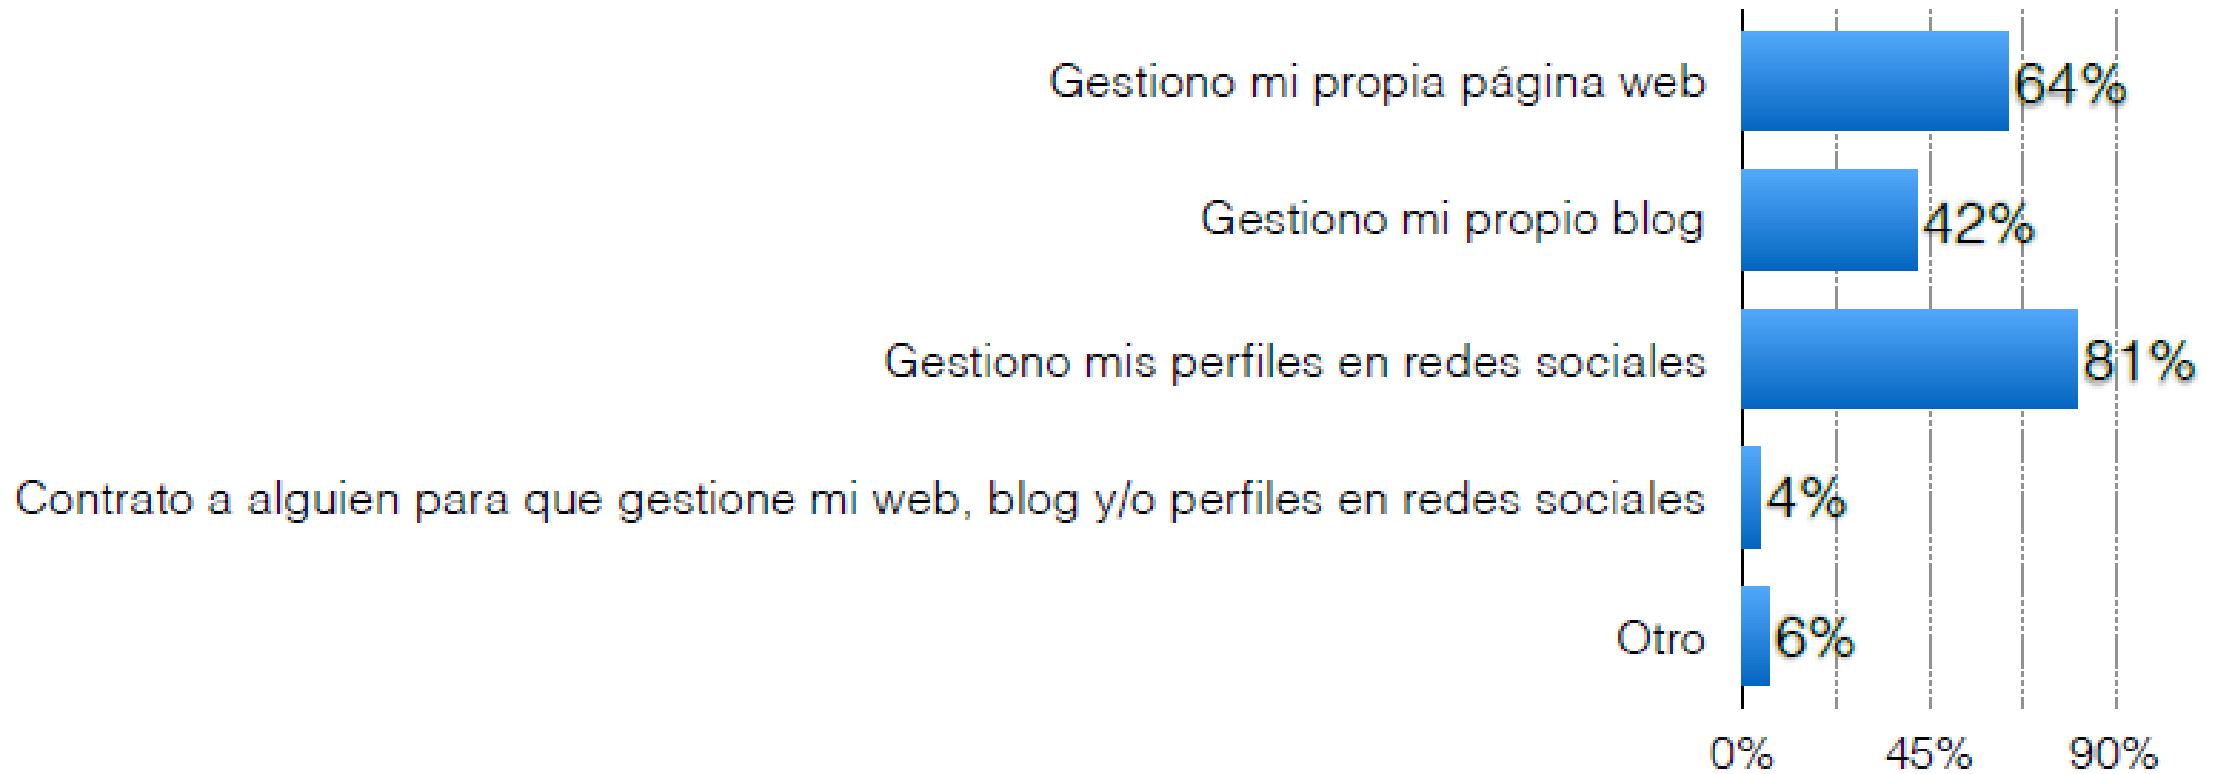 Gestiono mi propia página web 64%
Gestiono mi propio blog 42%
Gestiono mis perfiles en redes sociales 81%
Contrato a alguien para que gestione mi web, blog y/o perfiles en redes sociales 4%
Otro 6%
0% 45% 90%